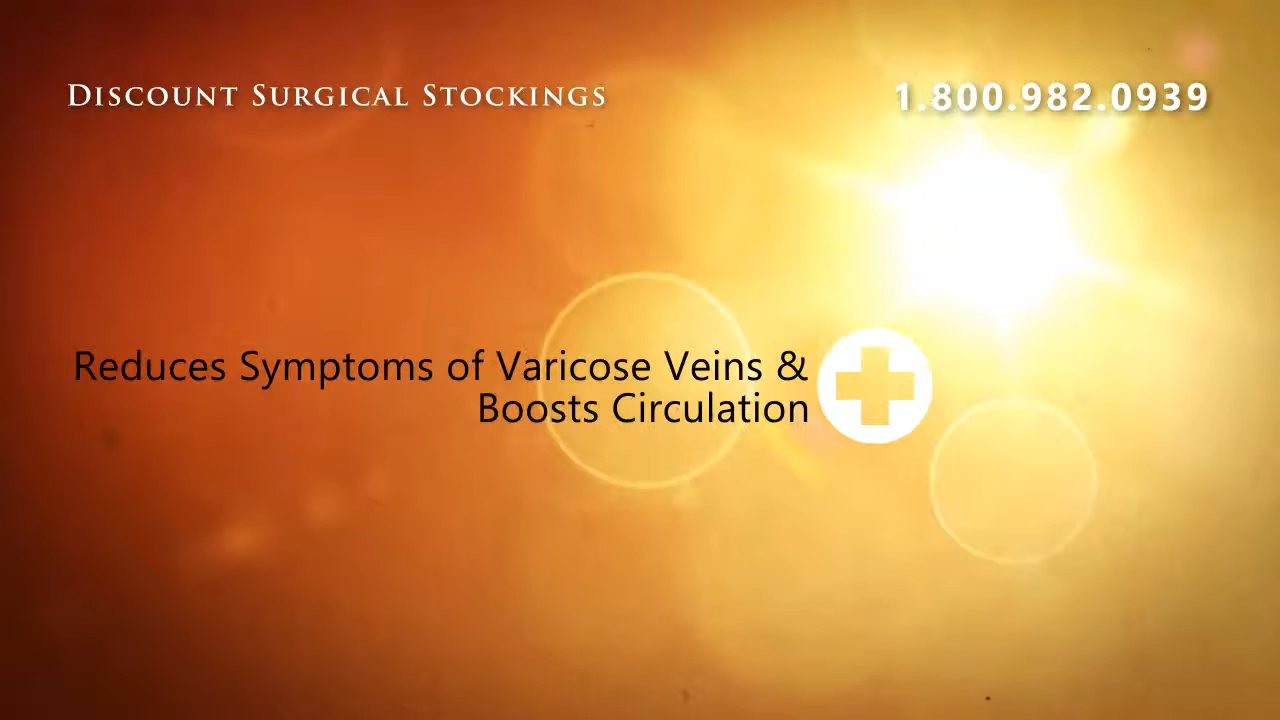 Discount Surgical Stockings
1.800.982.0939
Reduces Symptoms of Varicose Veins &
Boosts Circulation